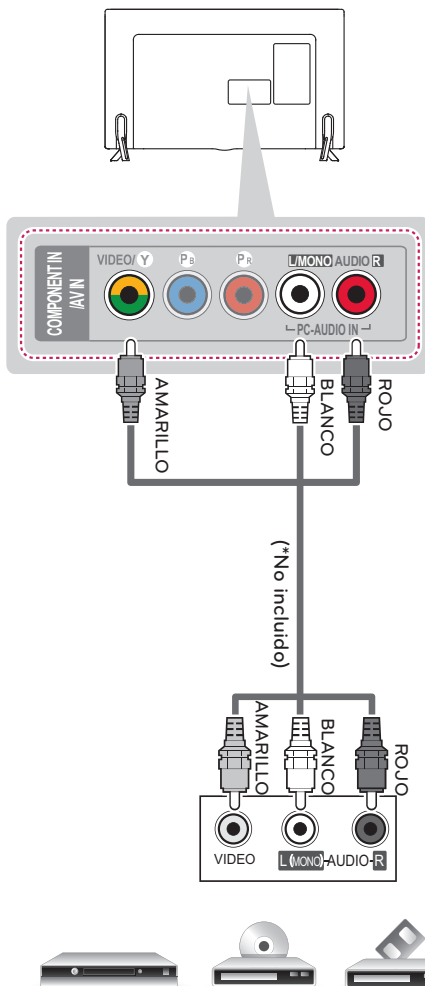 COMPONENT IN
/AV IN
VIDEO/ Y PB PR L/MONO AUDIO R
PC-AUDIO IN
AMARILLO
BLANCO
ROJO
(*No incluido)
AMARILLO
BLANCO
ROJO
VIDEO L(MONO)-AUDIO-R